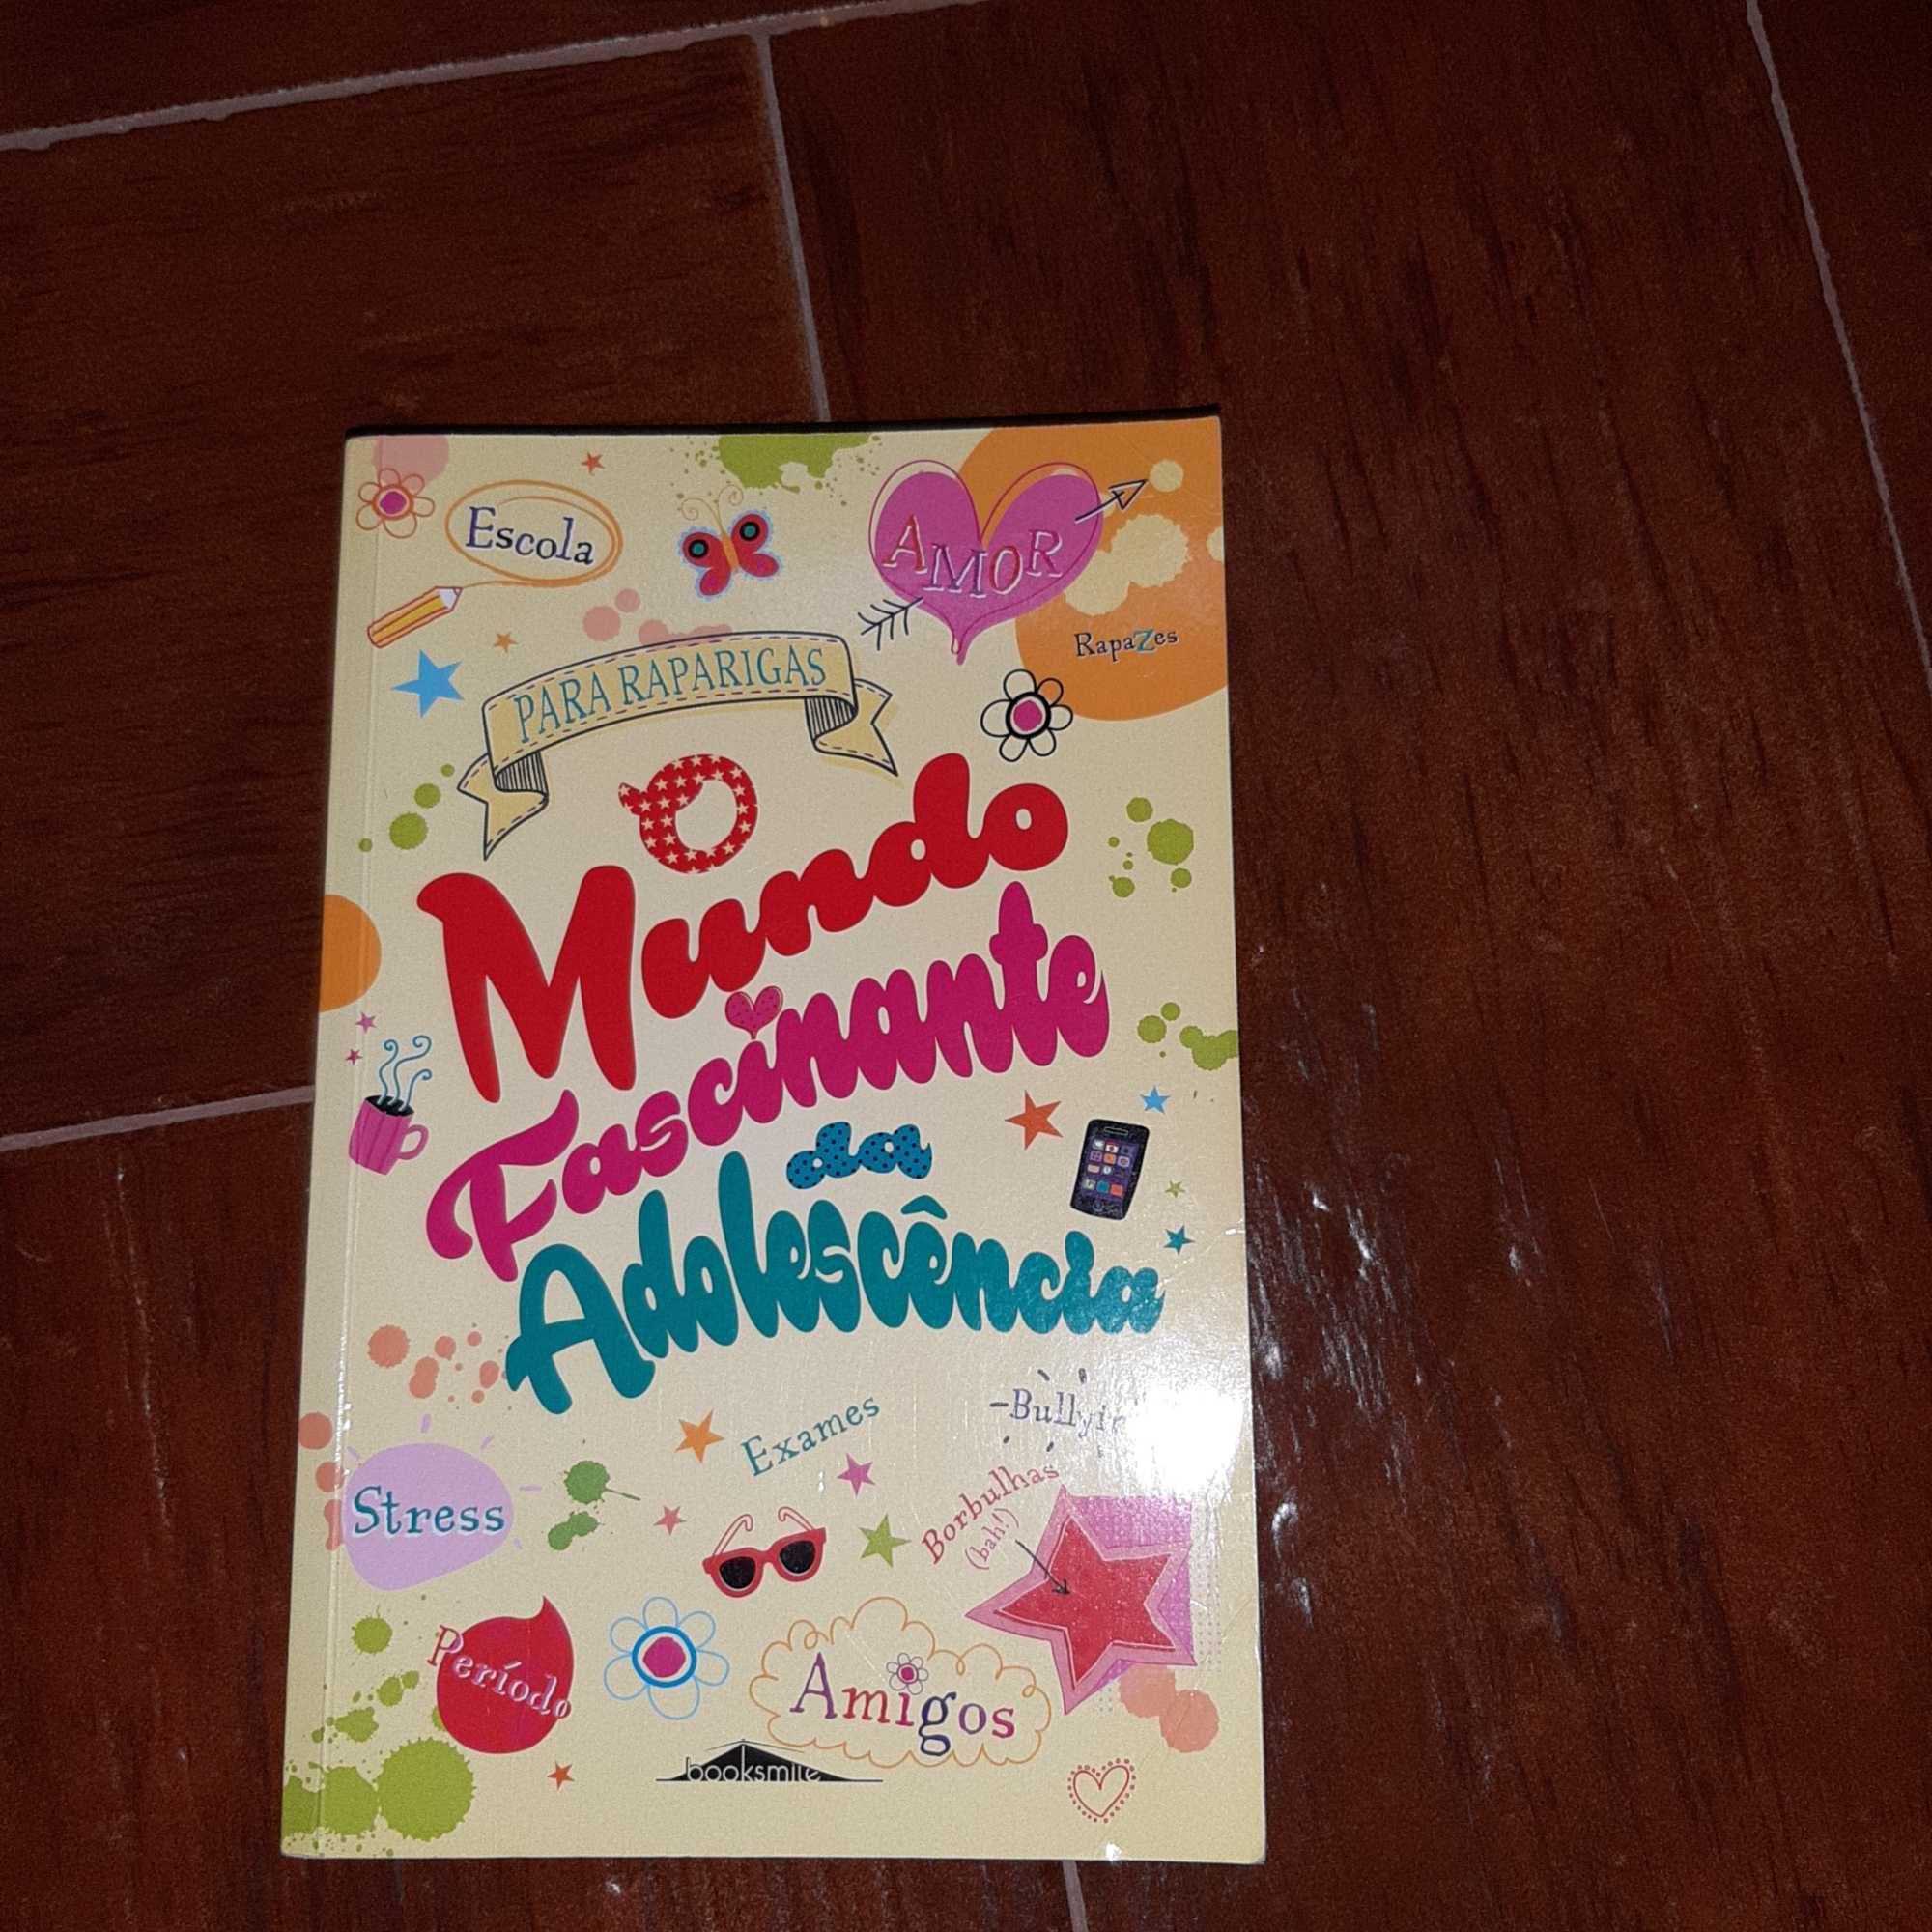 Escola
AMOR
RapaZes
PARA RAPARIGAS
O
Mundo
Fascinante
da
Adolescência
Exames
Stress
Borbulhas
(bah!)
Período
Amigos
booksmile